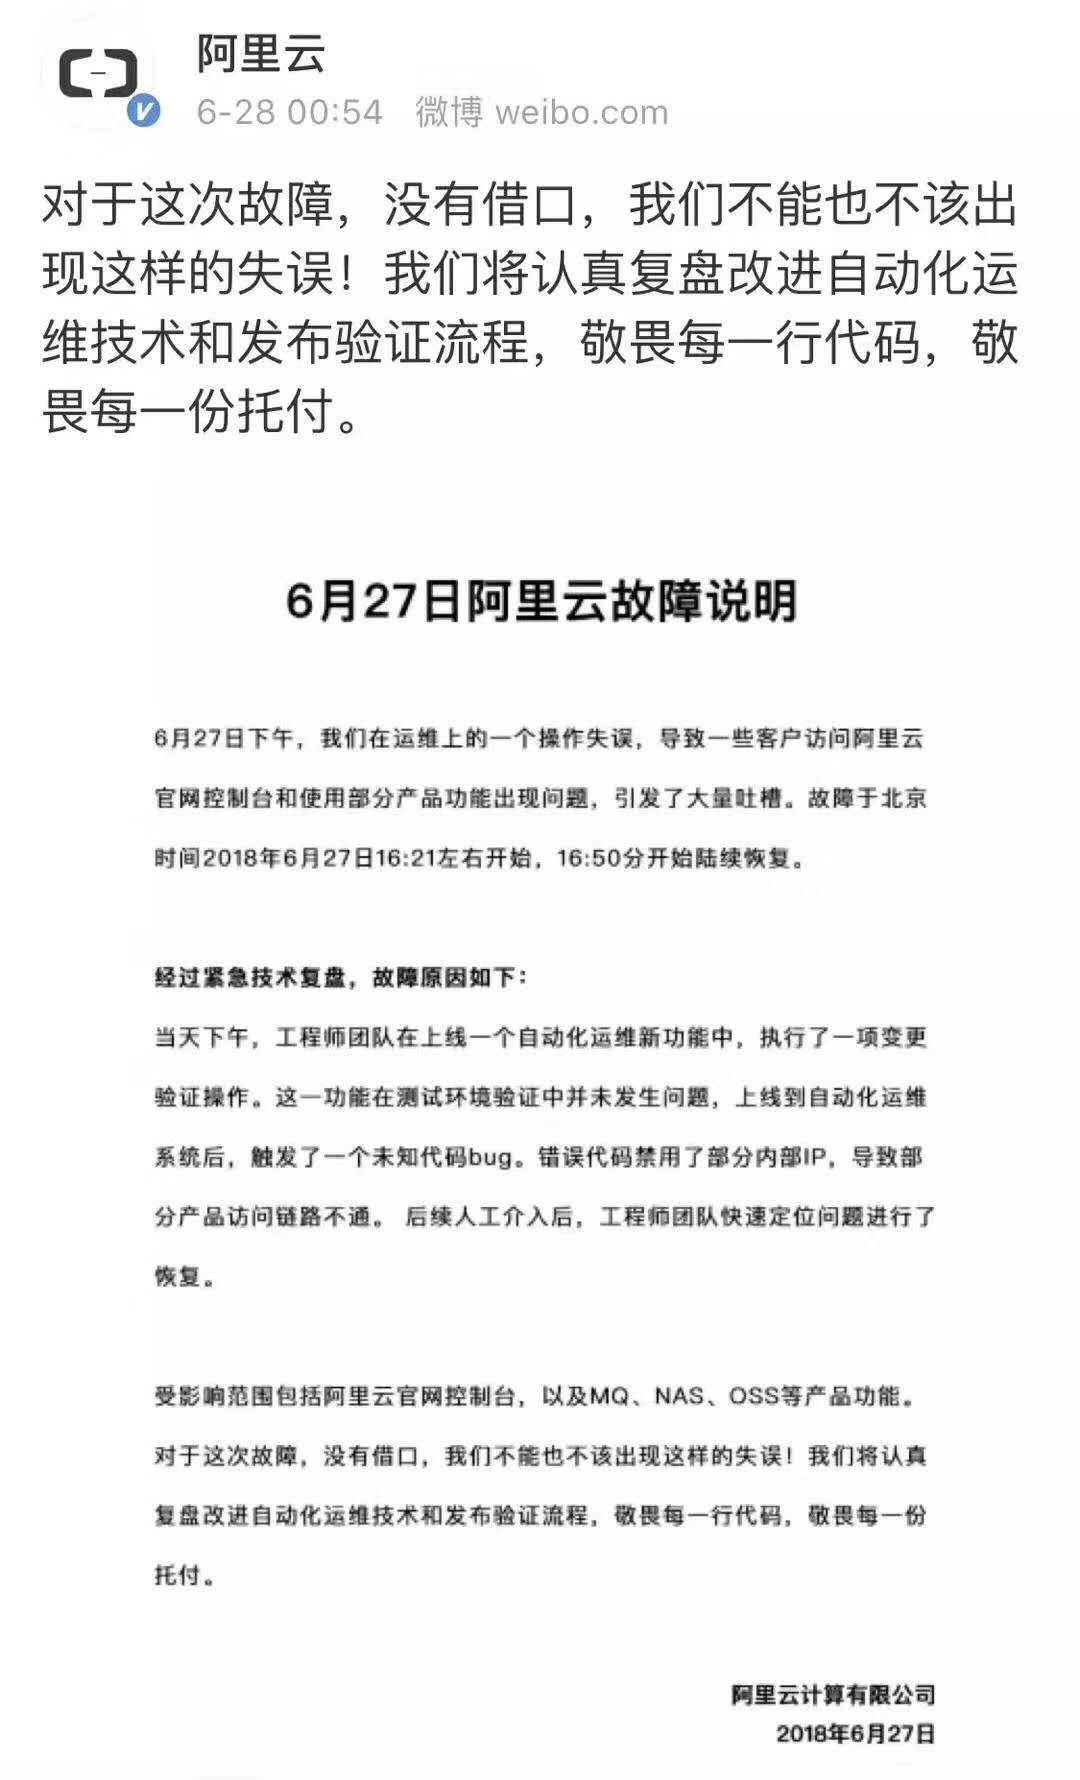 阿里云
6-28 00:54 微博 weibo.com
对于这次故障，没有借口，我们不能也不该出
现这样的失误！我们将认真复盘改进自动化运
维技术和发布验证流程，敬畏每一行代码，敬
畏每一份托付。
6月27日阿里云故障说明
6月27日下午，我们在运维上的一个操作失误，导致一些客户访问阿里云
官网控制台和使用部分产品功能出现问题，引发了大量吐槽。故障于北京
时间2018年6月27日16:21左右开始，16:50分开始陆续恢复。
经过紧急技术复盘，故障原因如下：
当天下午，工程师团队在上线一个自动化运维新功能中，执行了一项变更
验证操作。这一功能在测试环境验证中并未发生问题，上线到自动化运维
系统后，触发了一个未知代码bug。错误代码禁用了部分内部IP，导致部
分产品访问链路不通。 后续人工介入后，工程师团队快速定位问题进行了
恢复。
受影响范围包括阿里云官网控制台，以及MQ、NAS、OSS等产品功能。
对于这次故障，没有借口，我们不能也不该出现这样的失误！我们将认真
复盘改进自动化运维技术和发布验证流程，敬畏每一行代码，敬畏每一份
托付。
阿里云计算有限公司
2018年6月27日